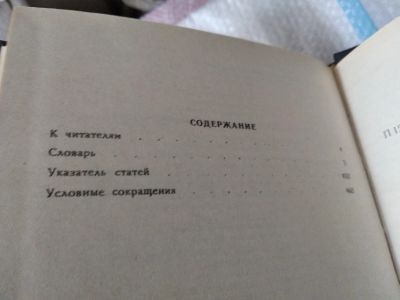 СОДЕРЖАНИЕ
К читателям . . . . . . . .
Словарь . . . . . . . . .
Указатель статей . . . . . .
Условные сокращения . . . . .